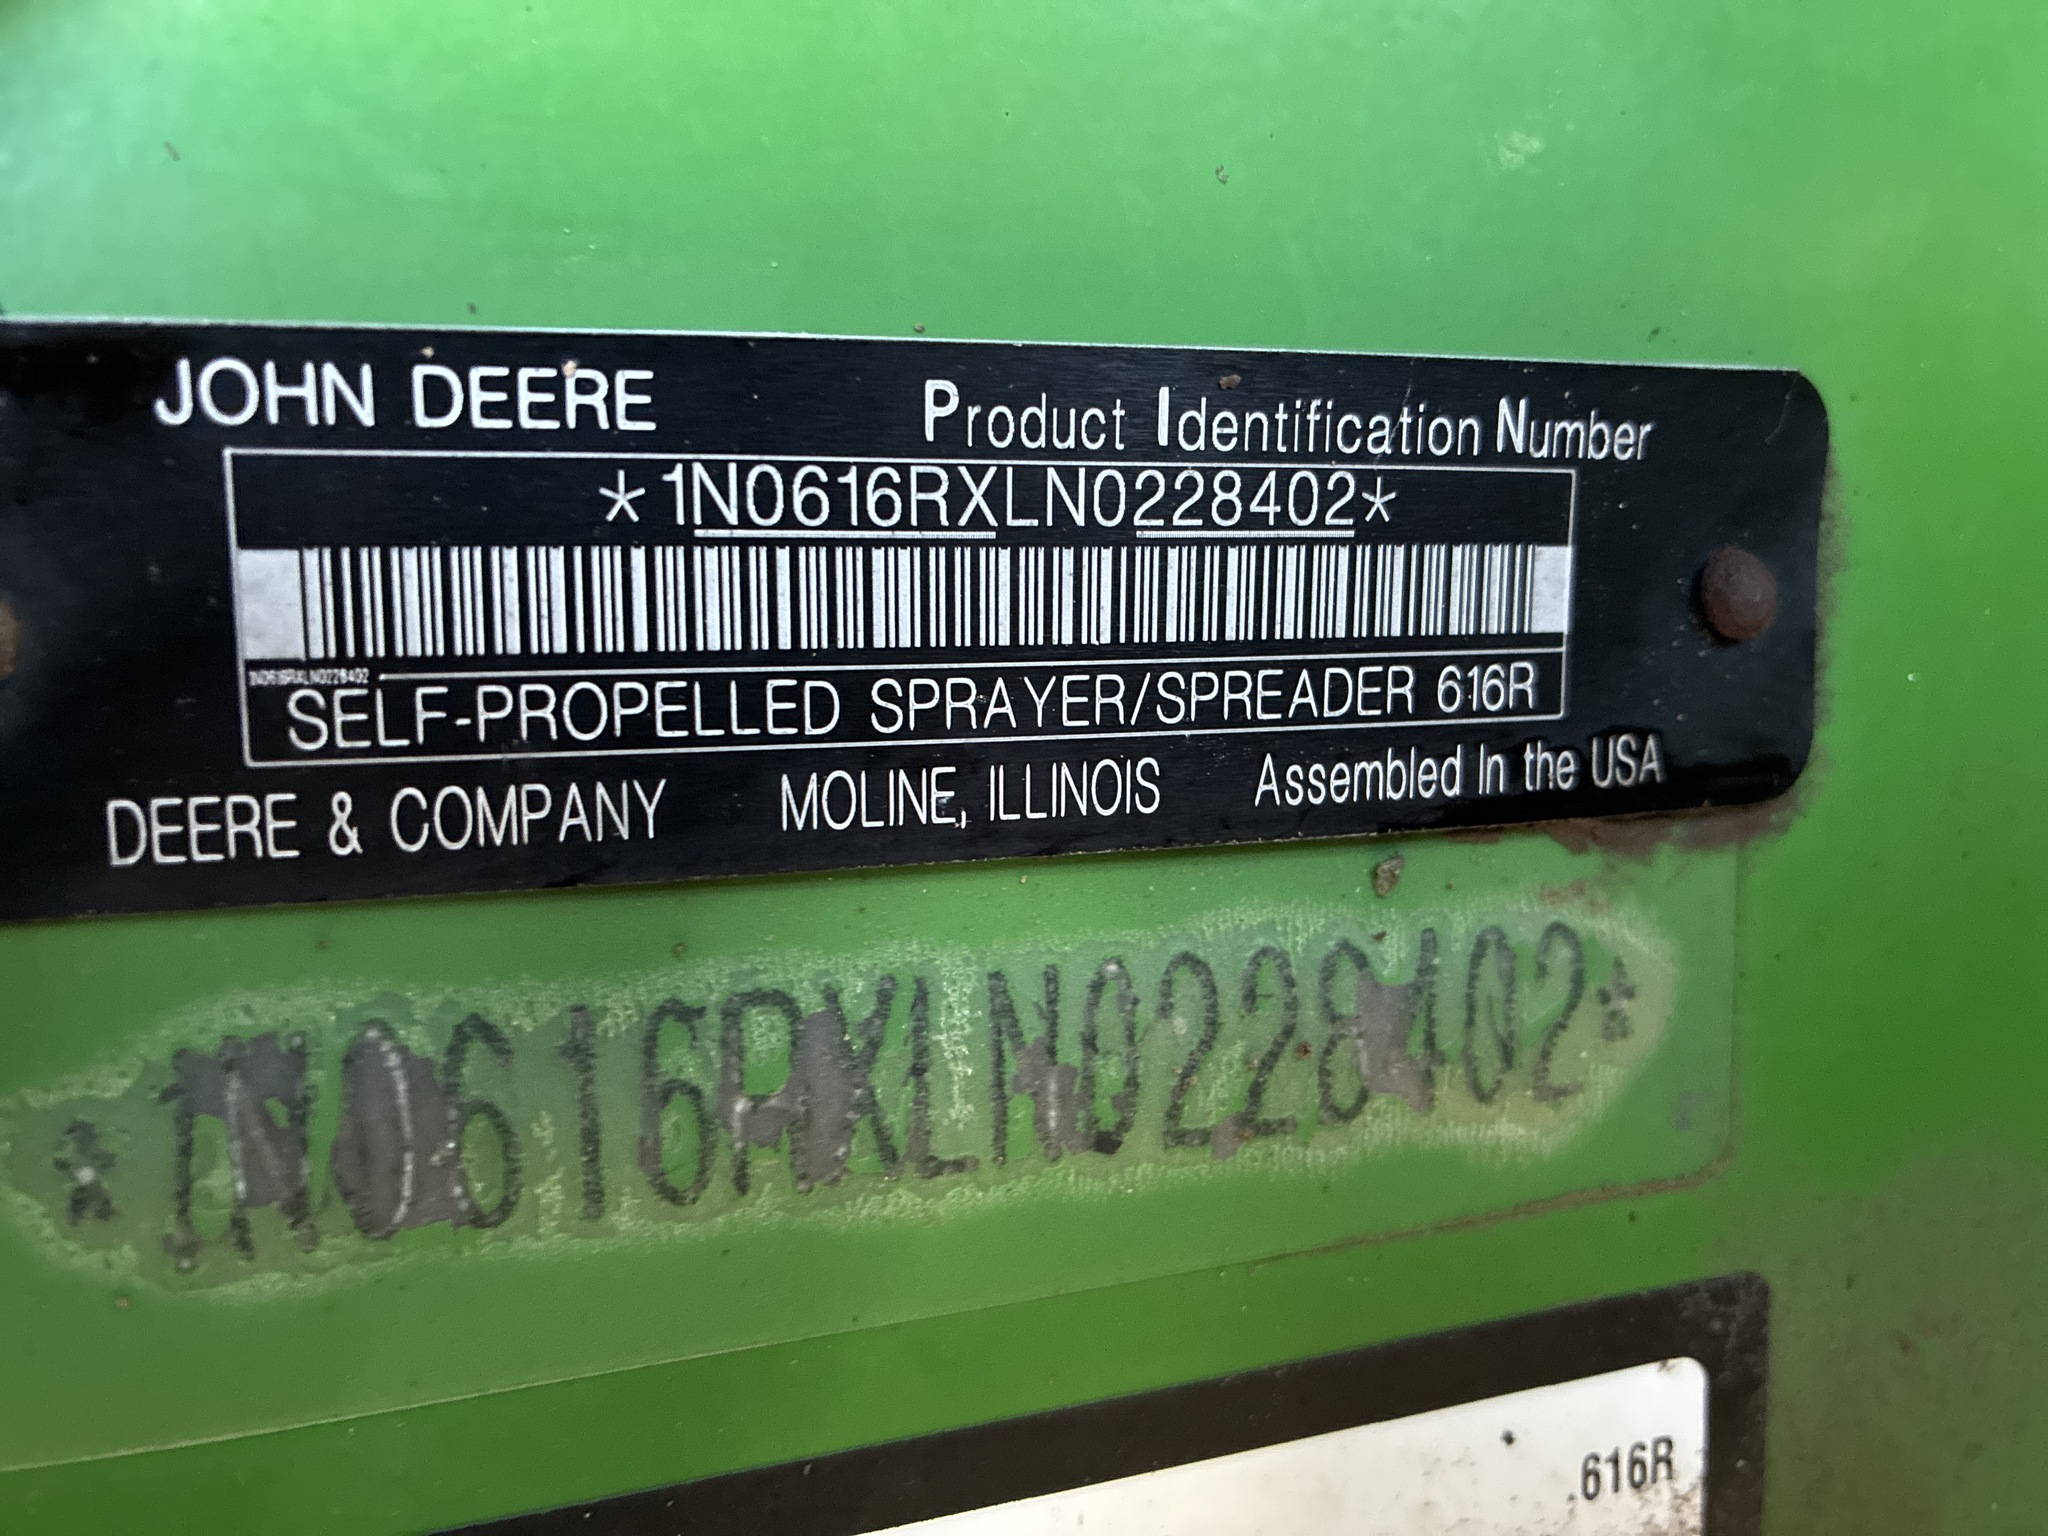 JOHN DEERE Product Identification Number
*1N0616RXLN0228402*
1N0616RXLN0228402
SELF-PROPELLED SPRAYER/SPREADER 616R
DEERE & COMPANY MOLINE, ILLINOIS Assembled In the USA
*1N0616RXLN0228402*
616R